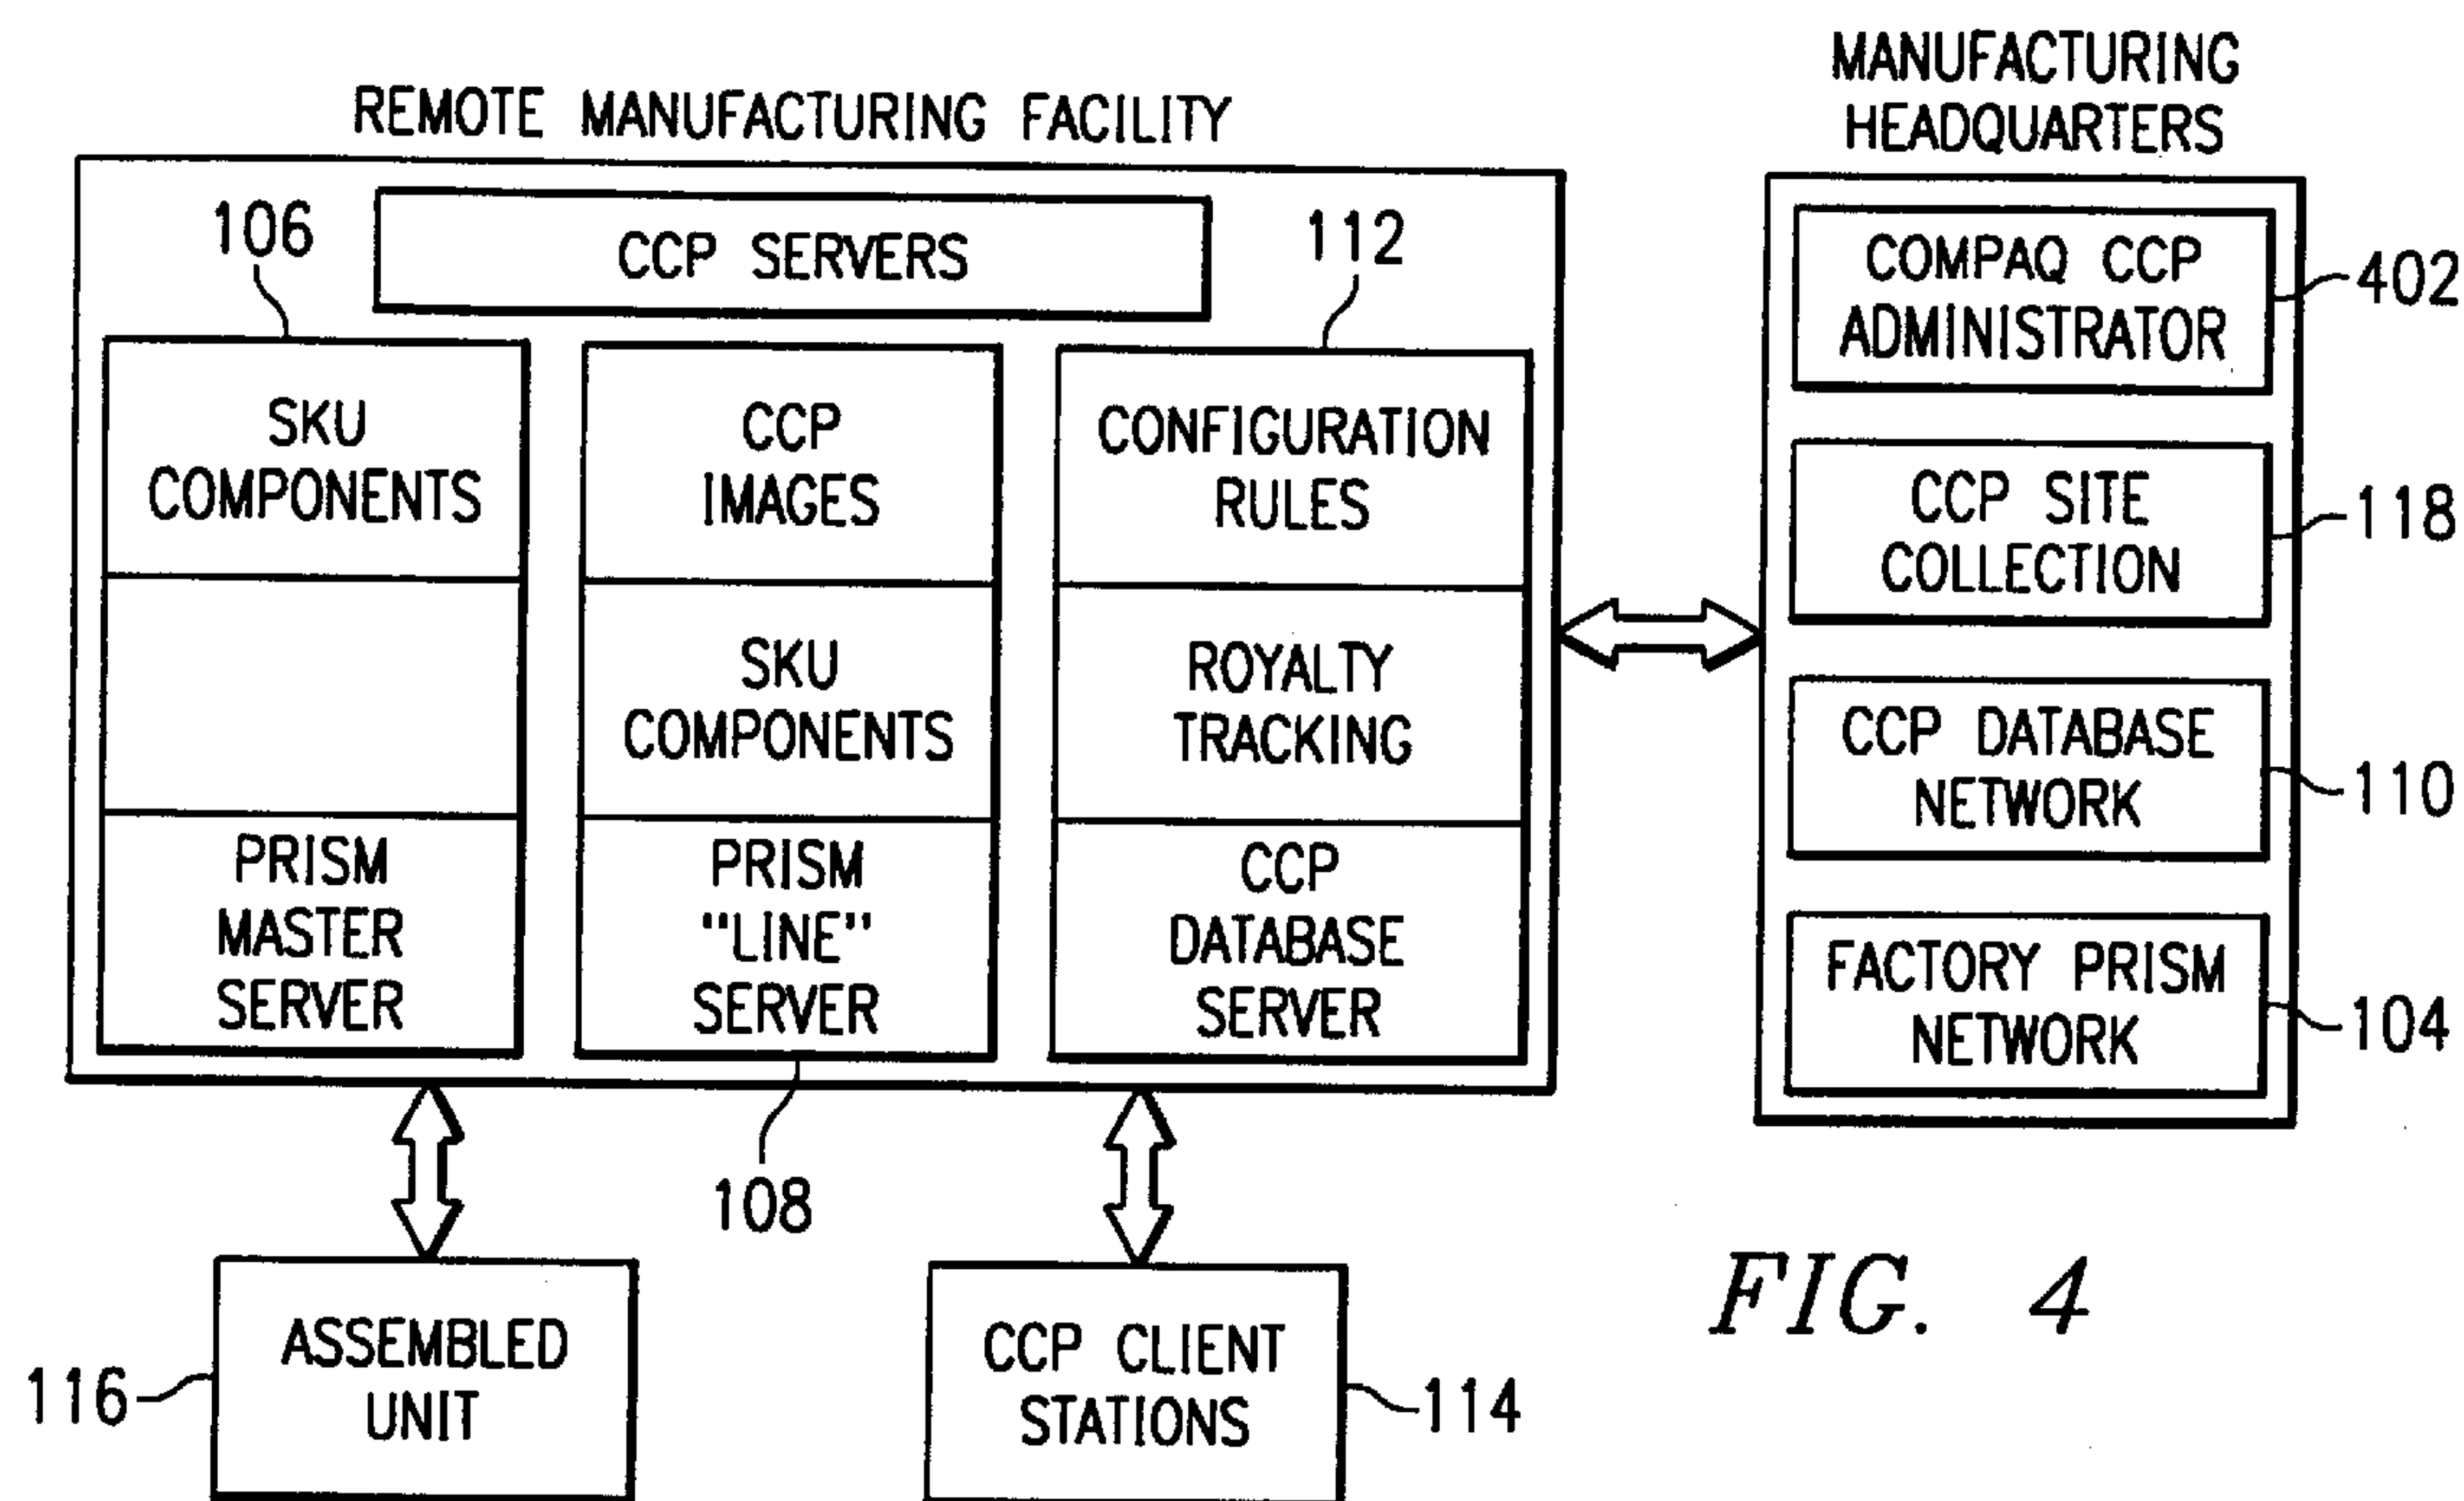 MANUFACTURING
HEADQUARTERS
REMOTE MANUFACTURING FACILITY
106
CCP SERVERS
112
COMPAQ CCP
ADMINISTRATOR
402
SKU
COMPONENTS
CCP
IMAGES
CONFIGURATION
RULES
CCP SITE
COLLECTION
118
SKU
COMPONENTS
ROYALTY
TRACKING
CCP DATABASE
NETWORK
110
PRISM
MASTER
SERVER
PRISM
"LINE"
SERVER
CCP
DATABASE
SERVER
FACTORY PRISM
NETWORK
104
108
ASSEMBLED
UNIT
116
CCP CLIENT
STATIONS
114
FIG. 4